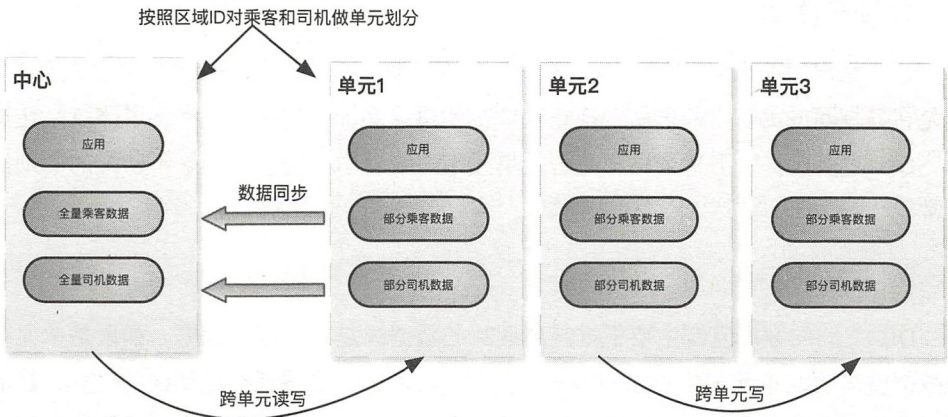 按照区域ID对乘客和司机做单元划分
中心
单元1
单元2
单元3
应用
应用
应用
应用
数据同步
全量乘客数据
部分乘客数据
部分乘客数据
部分乘客数据
全量司机数据
部分司机数据
部分司机数据
部分司机数据
跨单元读写
跨单元写